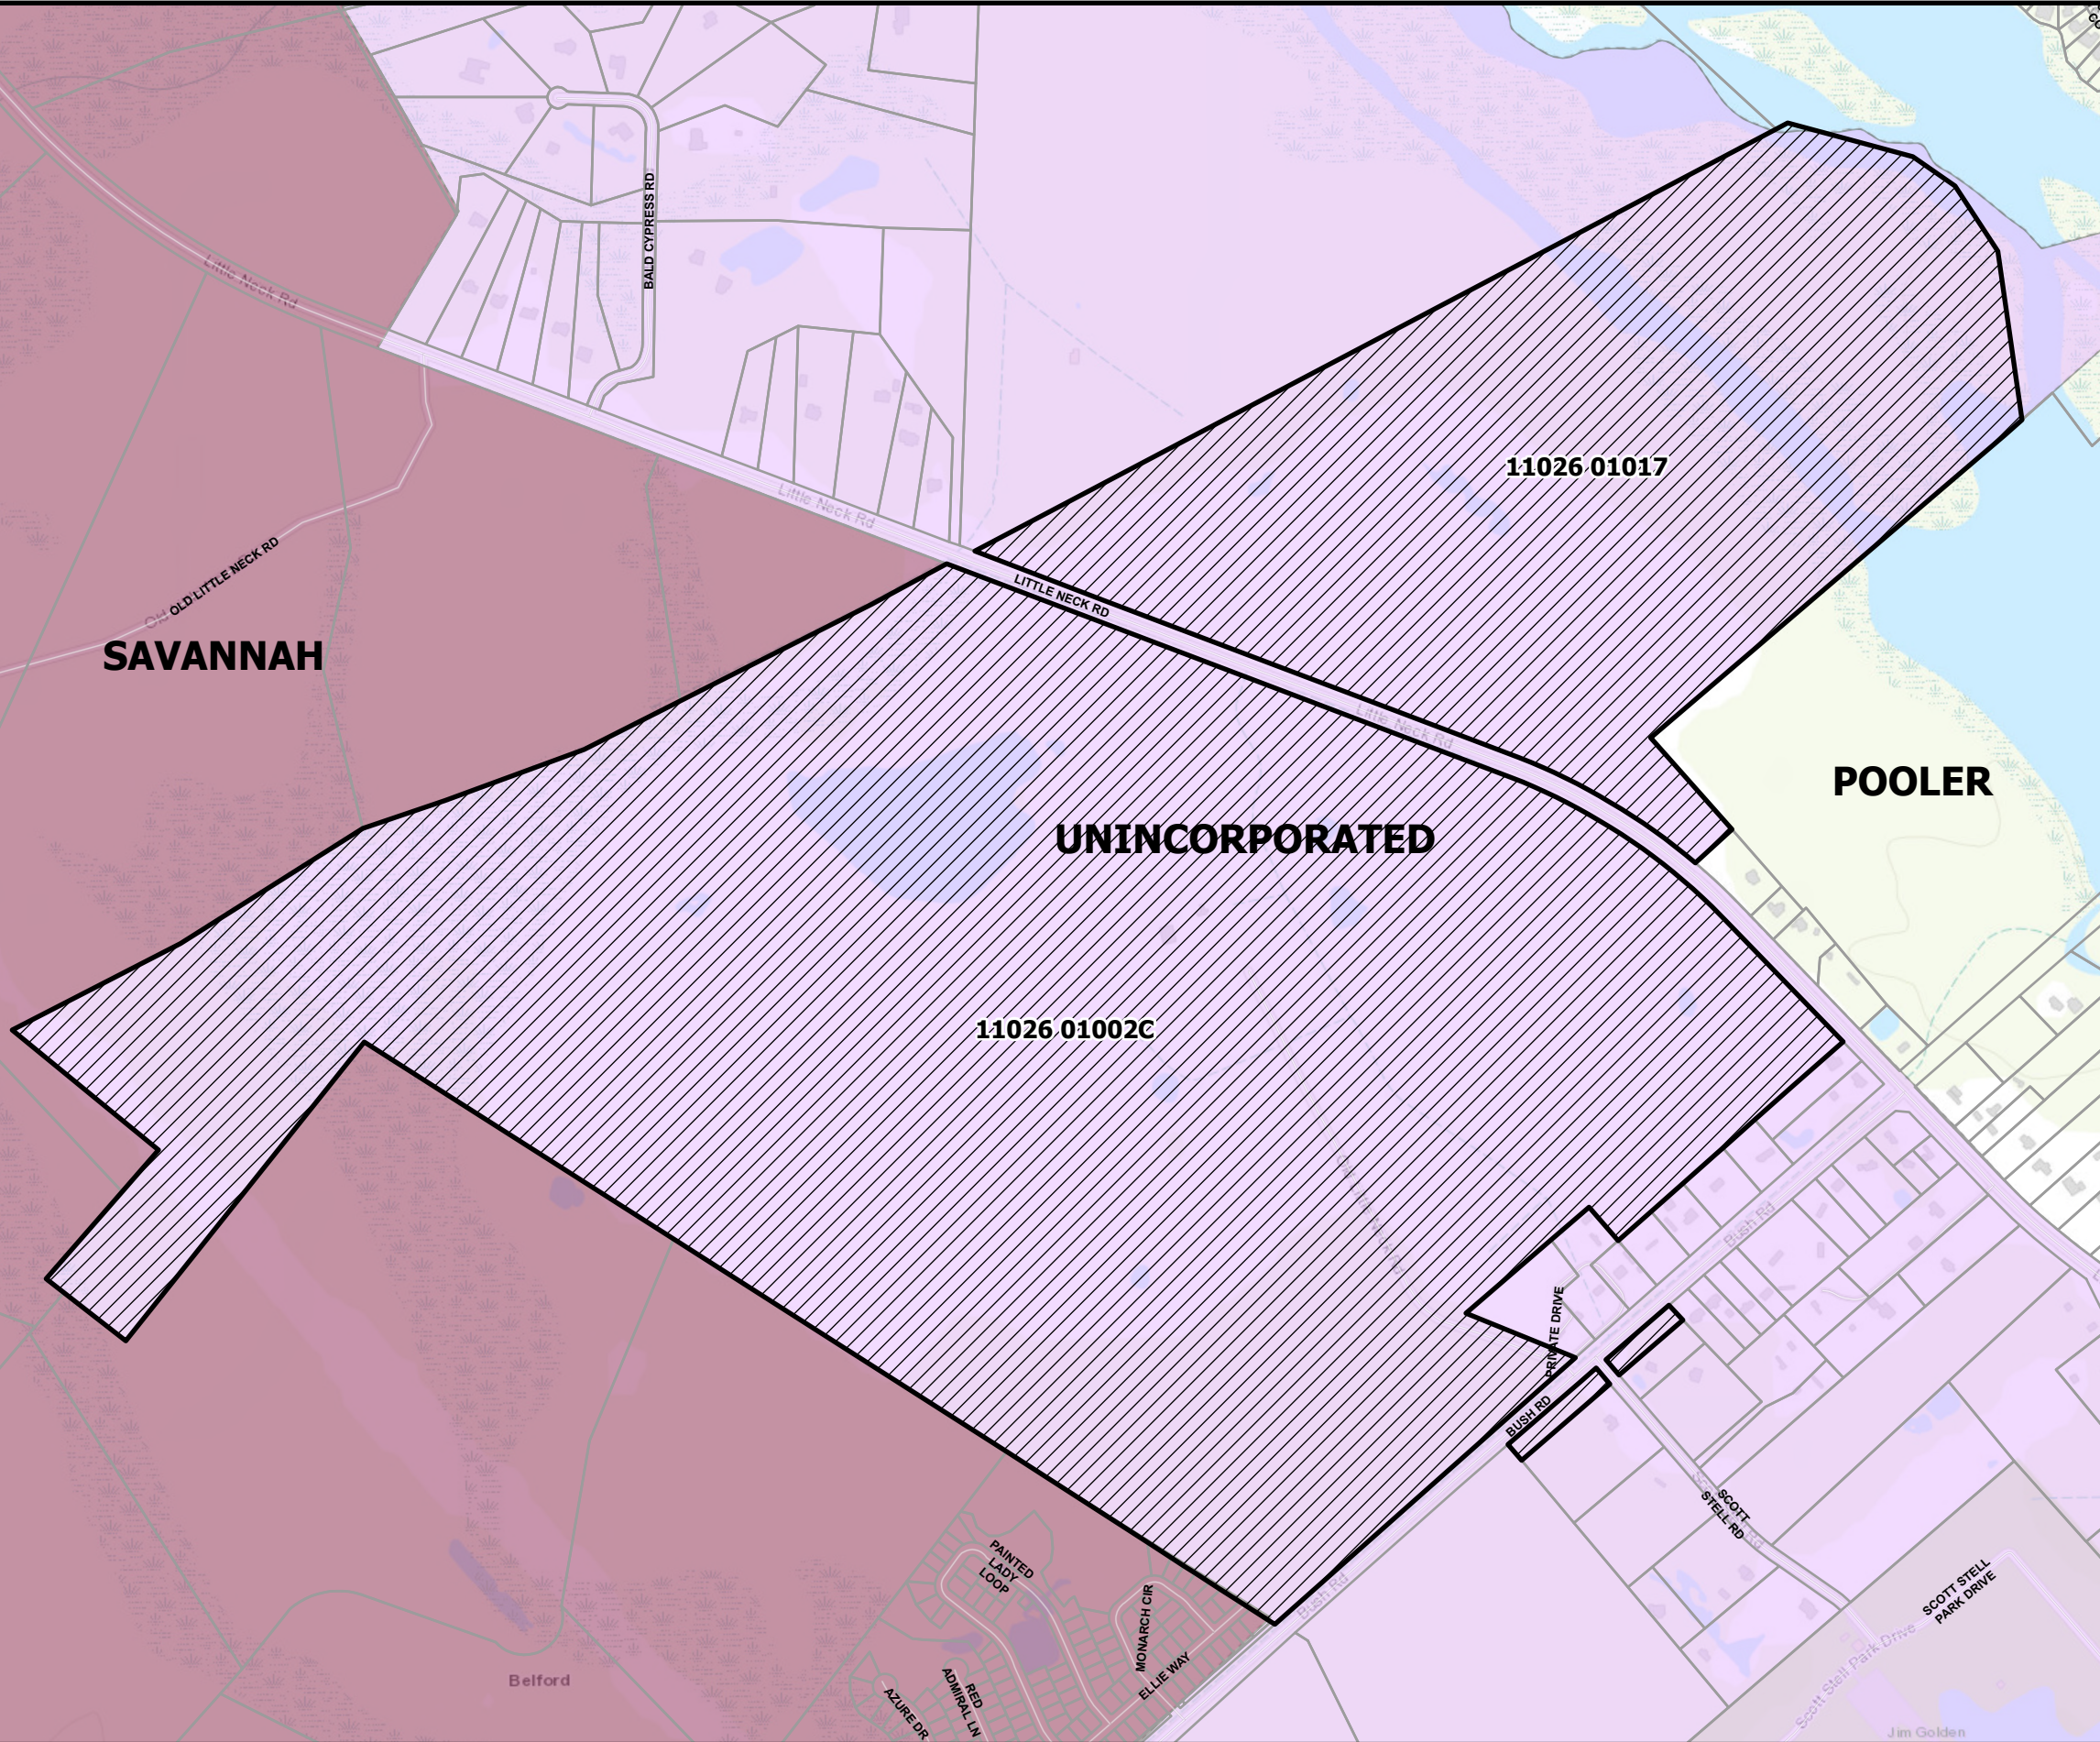 BALD CYPRESS RD
Little Neck Rd
Little Neck Rd
11026 01017
OLD LITTLE NECK RD
LITTLE NECK RD
SAVANNAH
Little Neck Rd
POOLER
UNINCORPORATED
11026 01002C
Bush Rd
PRIVATE DRIVE
BUSH RD
SCOTT
STELL RD
PAINTED
LADY
LOOP
MONARCH CIR
Bush Rd
SCOTT STELL
PARK DRIVE
ELLIE WAY
Scott Stell Park Drive
Belford
RED
ADMIRAL LN
AZURE DR
Jim Golden